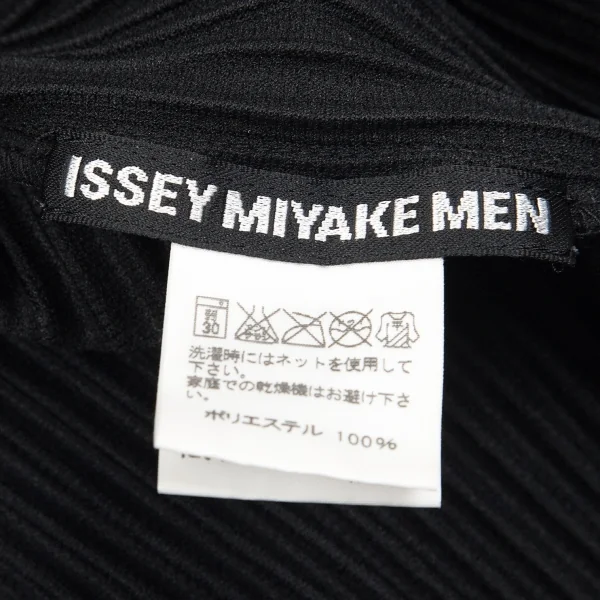 ISSEY MIYAKE MEN
弱
30
平
洗濯時にはネットを使用して
下さい。
家庭での乾燥機はお避け下さ
い。
ポリエステル 100%